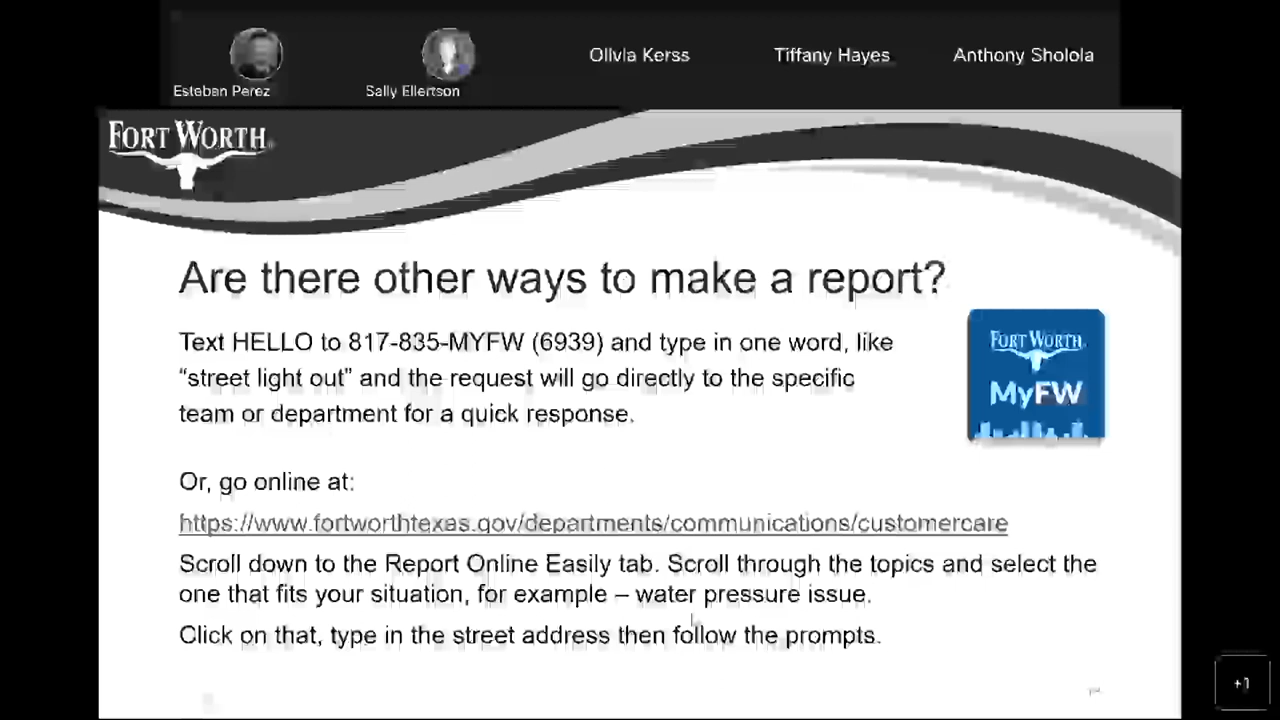 Olivia Kerss
Tiffany Hayes
Anthony Sholola
Esteban Perez
Sally Ellertson
FORT WORTH
Are there other ways to make a report?
Text HELLO to 817-835-MYFW (6939) and type in one word, like
“street light out” and the request will go directly to the specific
team or department for a quick response.
FORT WORTH
MyFW
Or, go online at:
https://www.fortworthtexas.gov/departments/communications/customercare
Scroll down to the Report Online Easily tab. Scroll through the topics and select the
one that fits your situation, for example – water pressure issue.
Click on that, type in the street address then follow the prompts.
+1